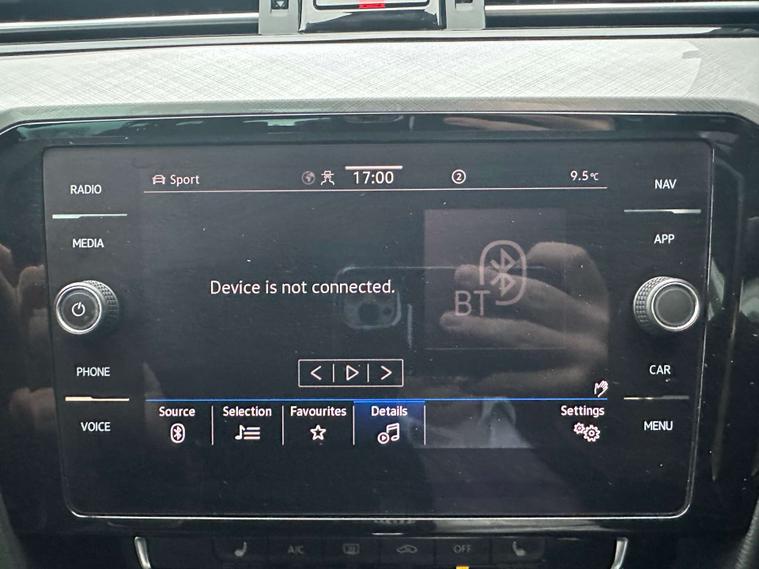 RADIO
Sport
17:00
2
9.5°C
NAV
MEDIA
APP
Device is not connected.
BT
PHONE
CAR
VOICE
Source
Selection
Favourites
Details
Settings
MENU
A/C
OFF